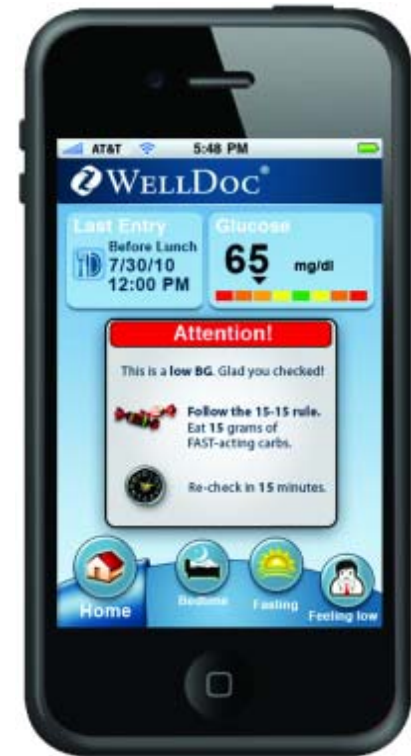 AT&T 5:48 PM
WELLDOC®
Last Entry
Before Lunch
7/30/10
12:00 PM
Glucose
65 mg/dl
Attention!
This is a low BG. Glad you checked!
Follow the 15-15 rule.
Eat 15 grams of
FAST-acting carbs.
Re-check in 15 minutes.
Home
Bedtime
Fasting
Feeling low